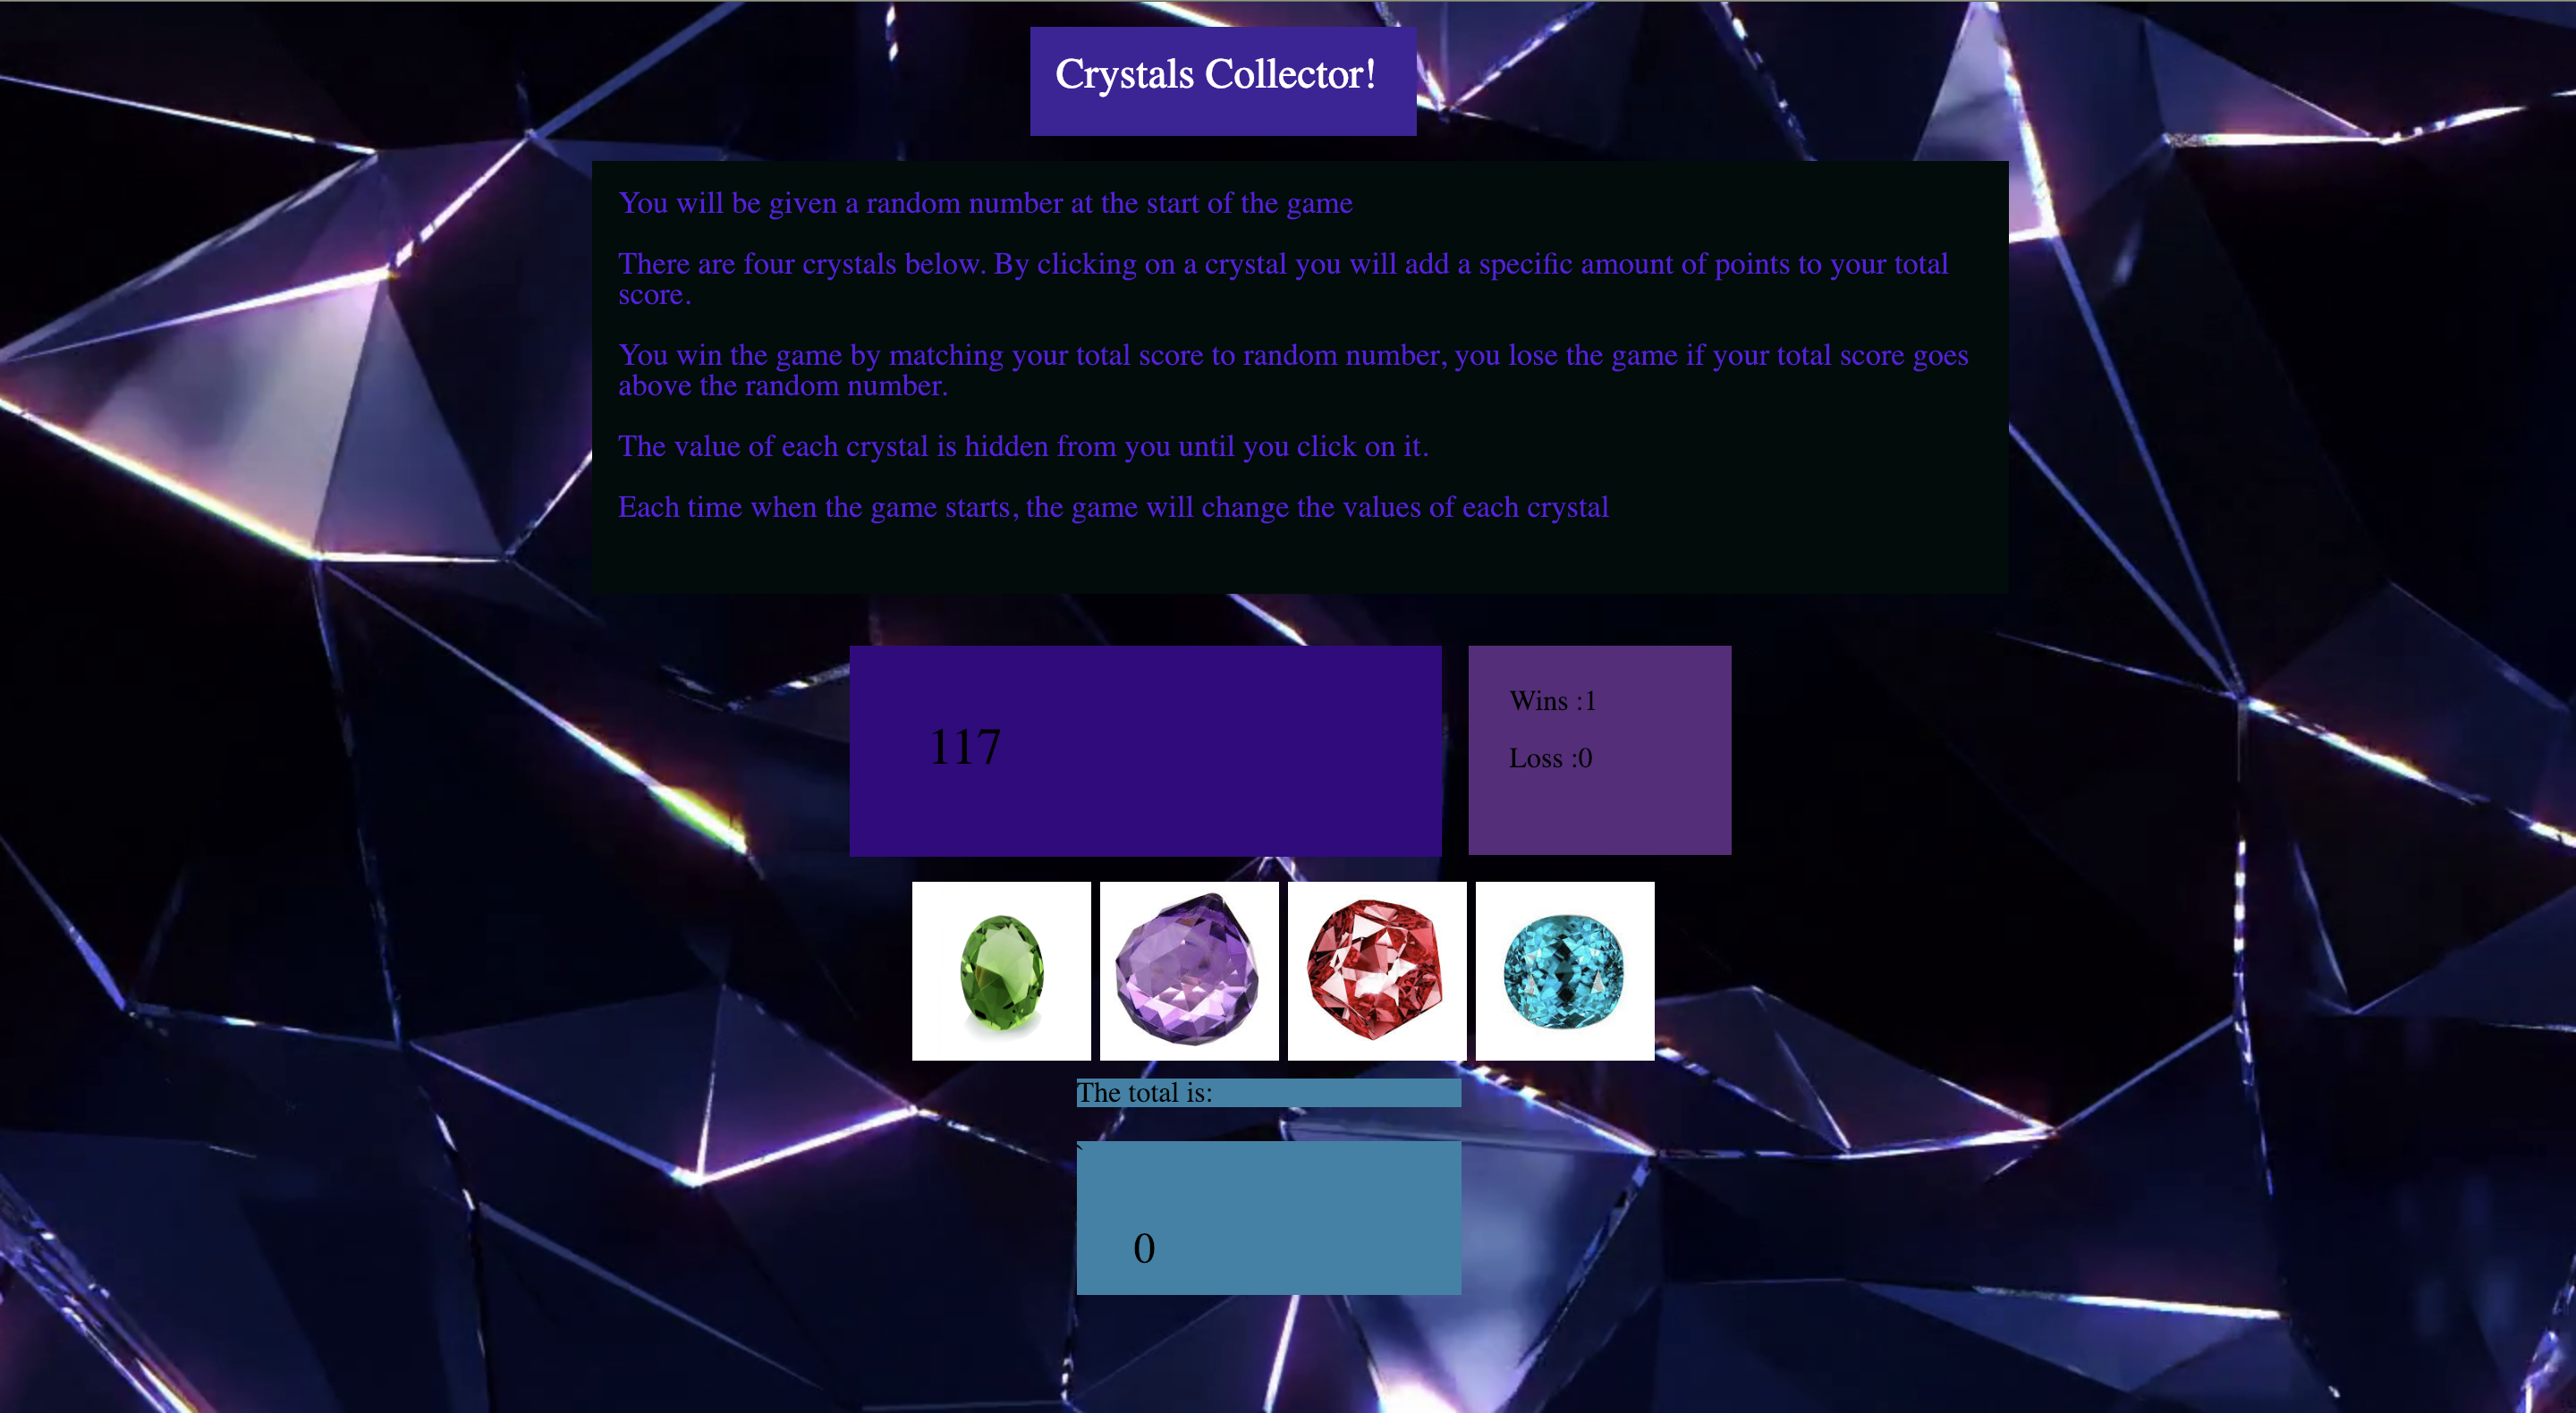 Crystals Collector!
You will be given a random number at the start of the game
There are four crystals below. By clicking on a crystal you will add a specific amount of points to your total
score.
You win the game by matching your total score to random number, you lose the game if your total score goes
above the random number.
The value of each crystal is hidden from you until you click on it.
Each time when the game starts, the game will change the values of each crystal
117
Wins :1
Loss :0
The total is:
`
0